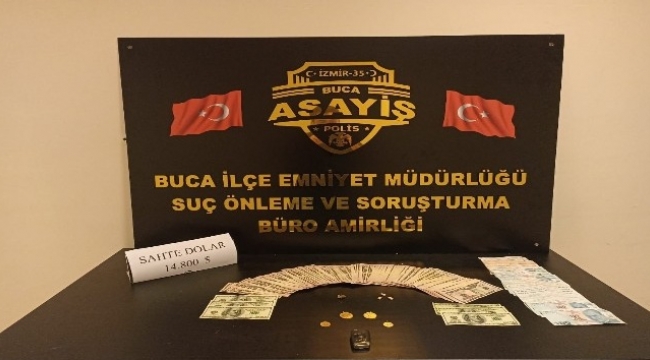 İZMİR-35
BUCA
ASAYİŞ
POLİS
BUCA İLÇE EMNİYET MÜDÜRLÜĞÜ
SUÇ ÖNLEME VE SORUŞTURMA
BÜRO AMİRLİĞİ
SAHTE DOLAR
14.800 $